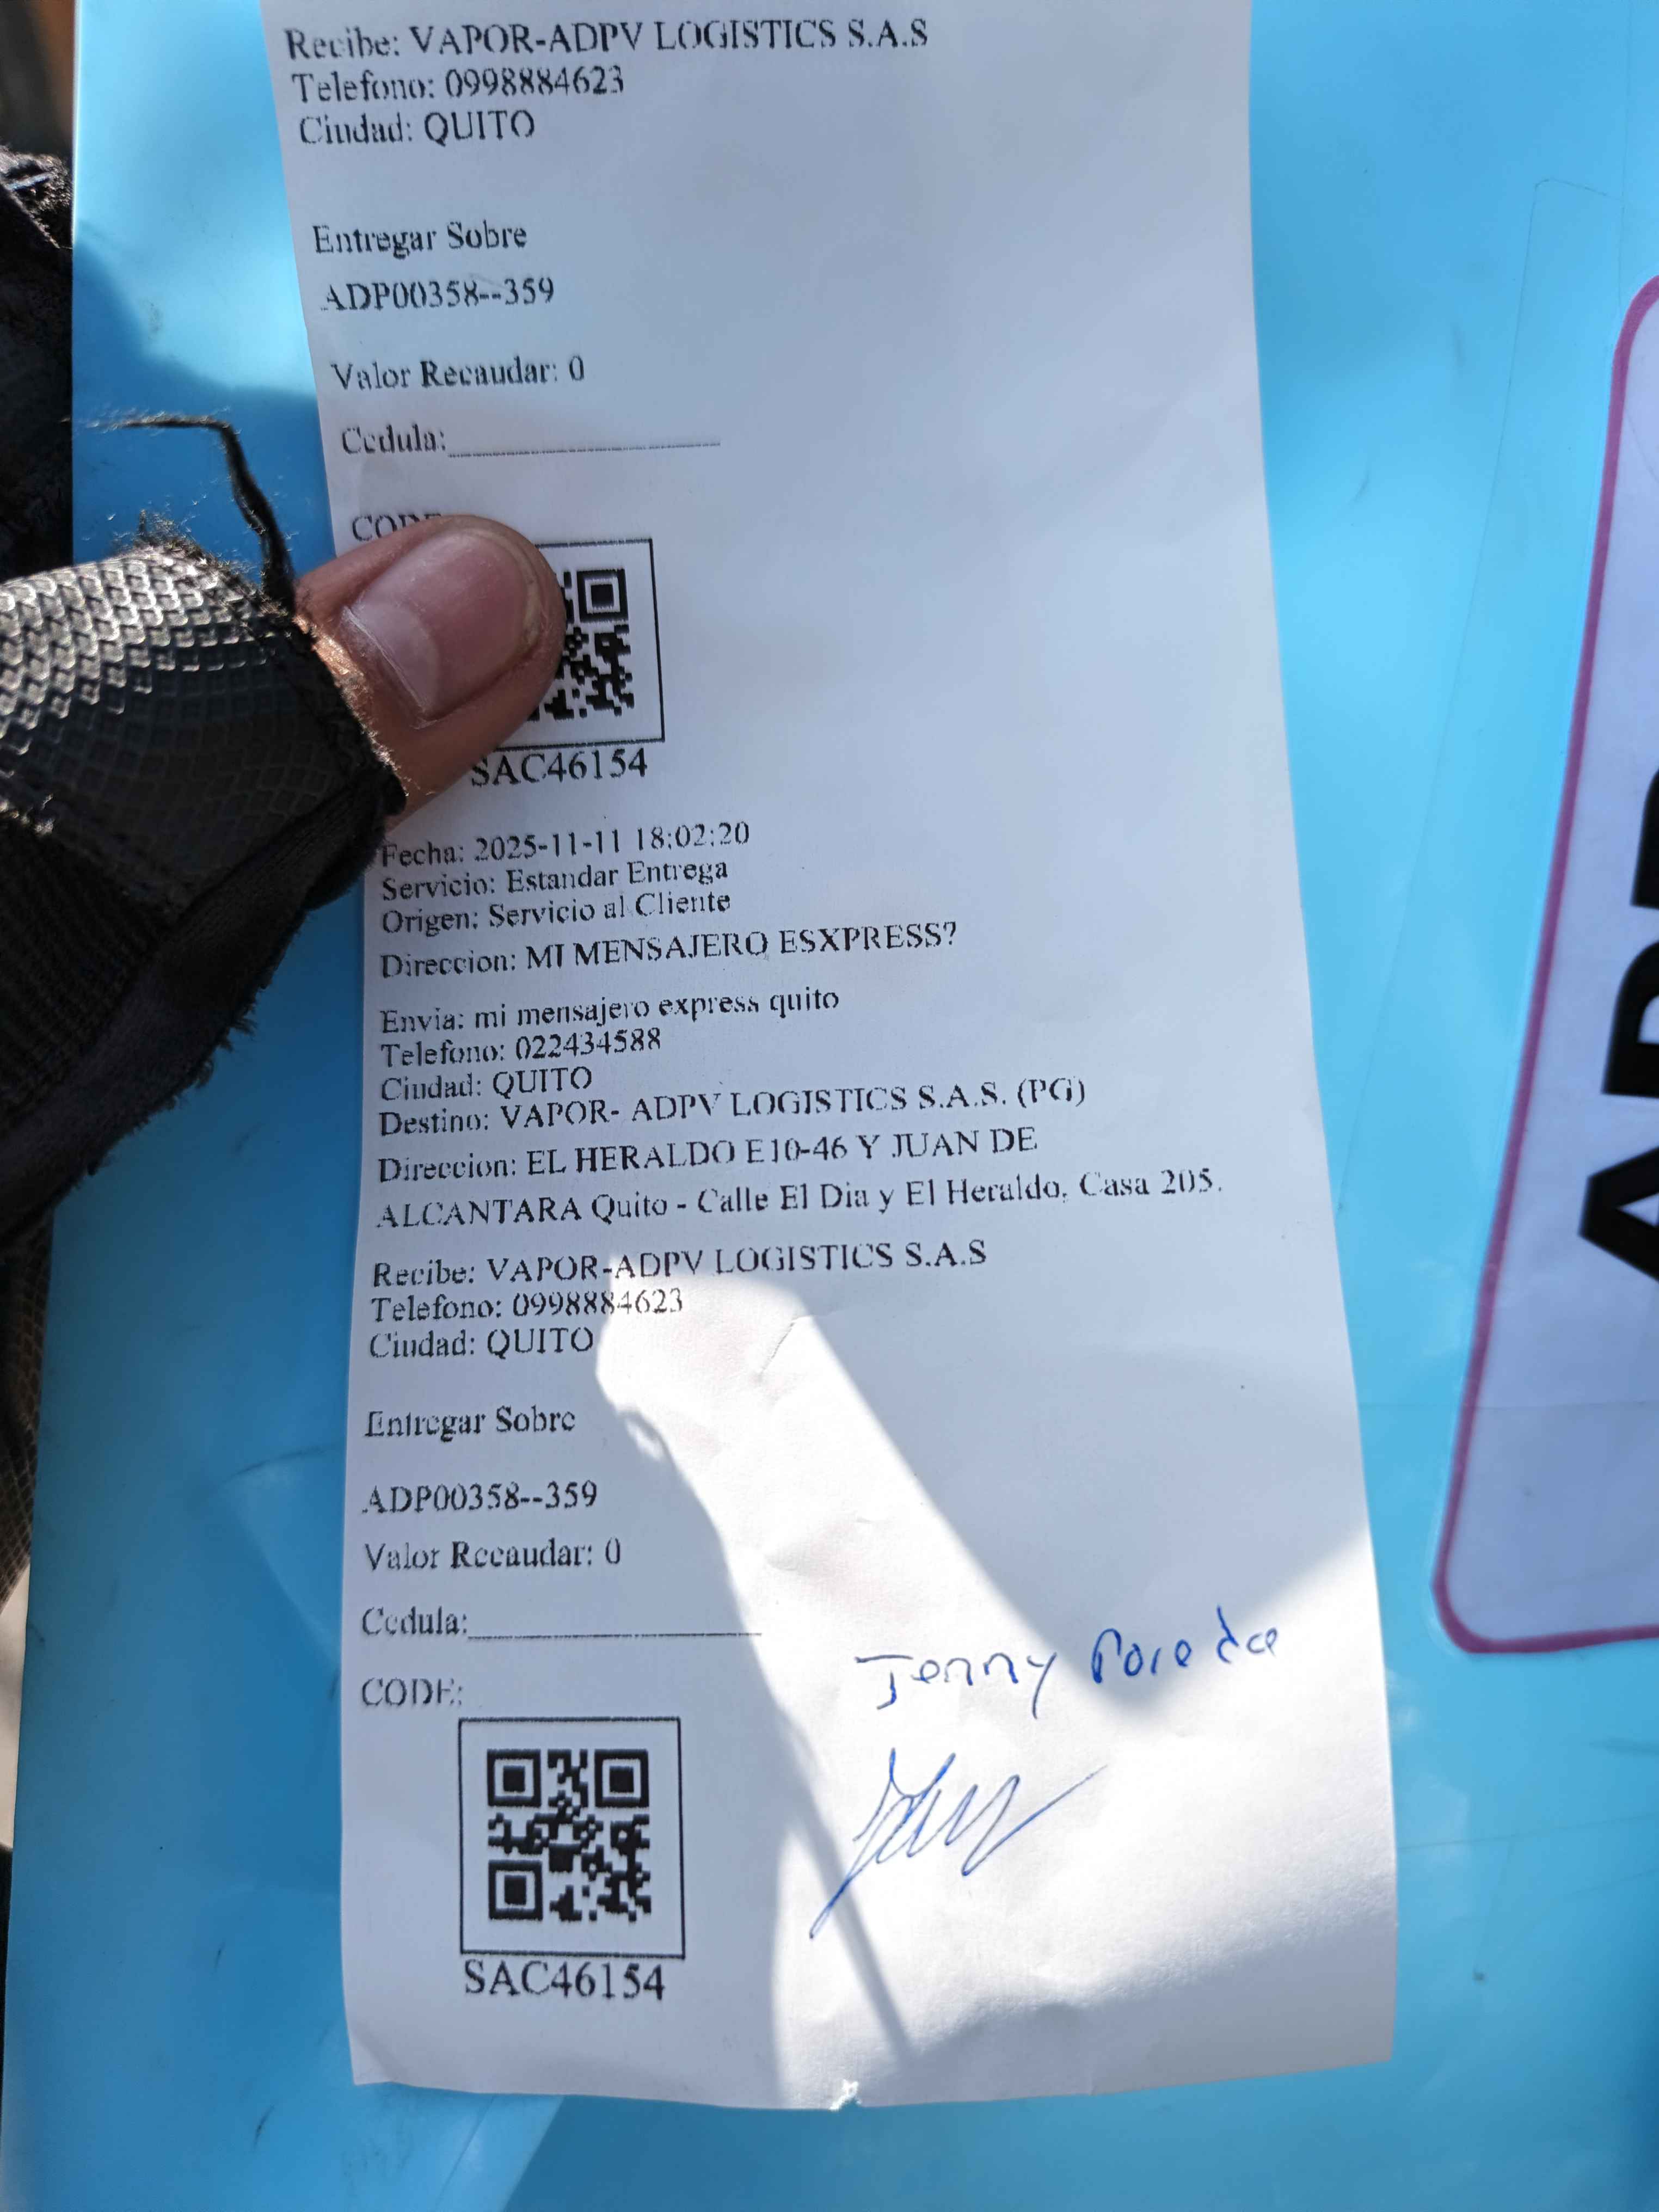 Recibe: VAPOR-ADPV LOGISTICS S.A.S
Telefono: 0998884623
Ciudad: QUITO
Entregar Sobre
ADP00358--359
Valor Recaudar: 0
Cedula:
SAC46154
Fecha: 2025-11-11 18:02:20
Servicio: Estandar Entrega
Origen: Servicio al Cliente
Direccion: MI MENSAJERO ESXPRESS?
Envia: mi mensajero express quito
Telefono: 022434588
Ciudad: QUITO
Destino: VAPOR- ADPV LOGISTICS S.A.S. (PG)
Direccion: EL HERALDO E10-46 Y JUAN DE
ALCANTARA Quito - Calle El Dia y El Heraldo, Casa 205.
Recibe: VAPOR-ADPV LOGISTICS S.A.S
Telefono: 0998884623
Ciudad: QUITO
Entregar Sobre
ADP00358--359
Valor Recaudar: 0
Cedula:
Jenny
CODE:
SAC46154